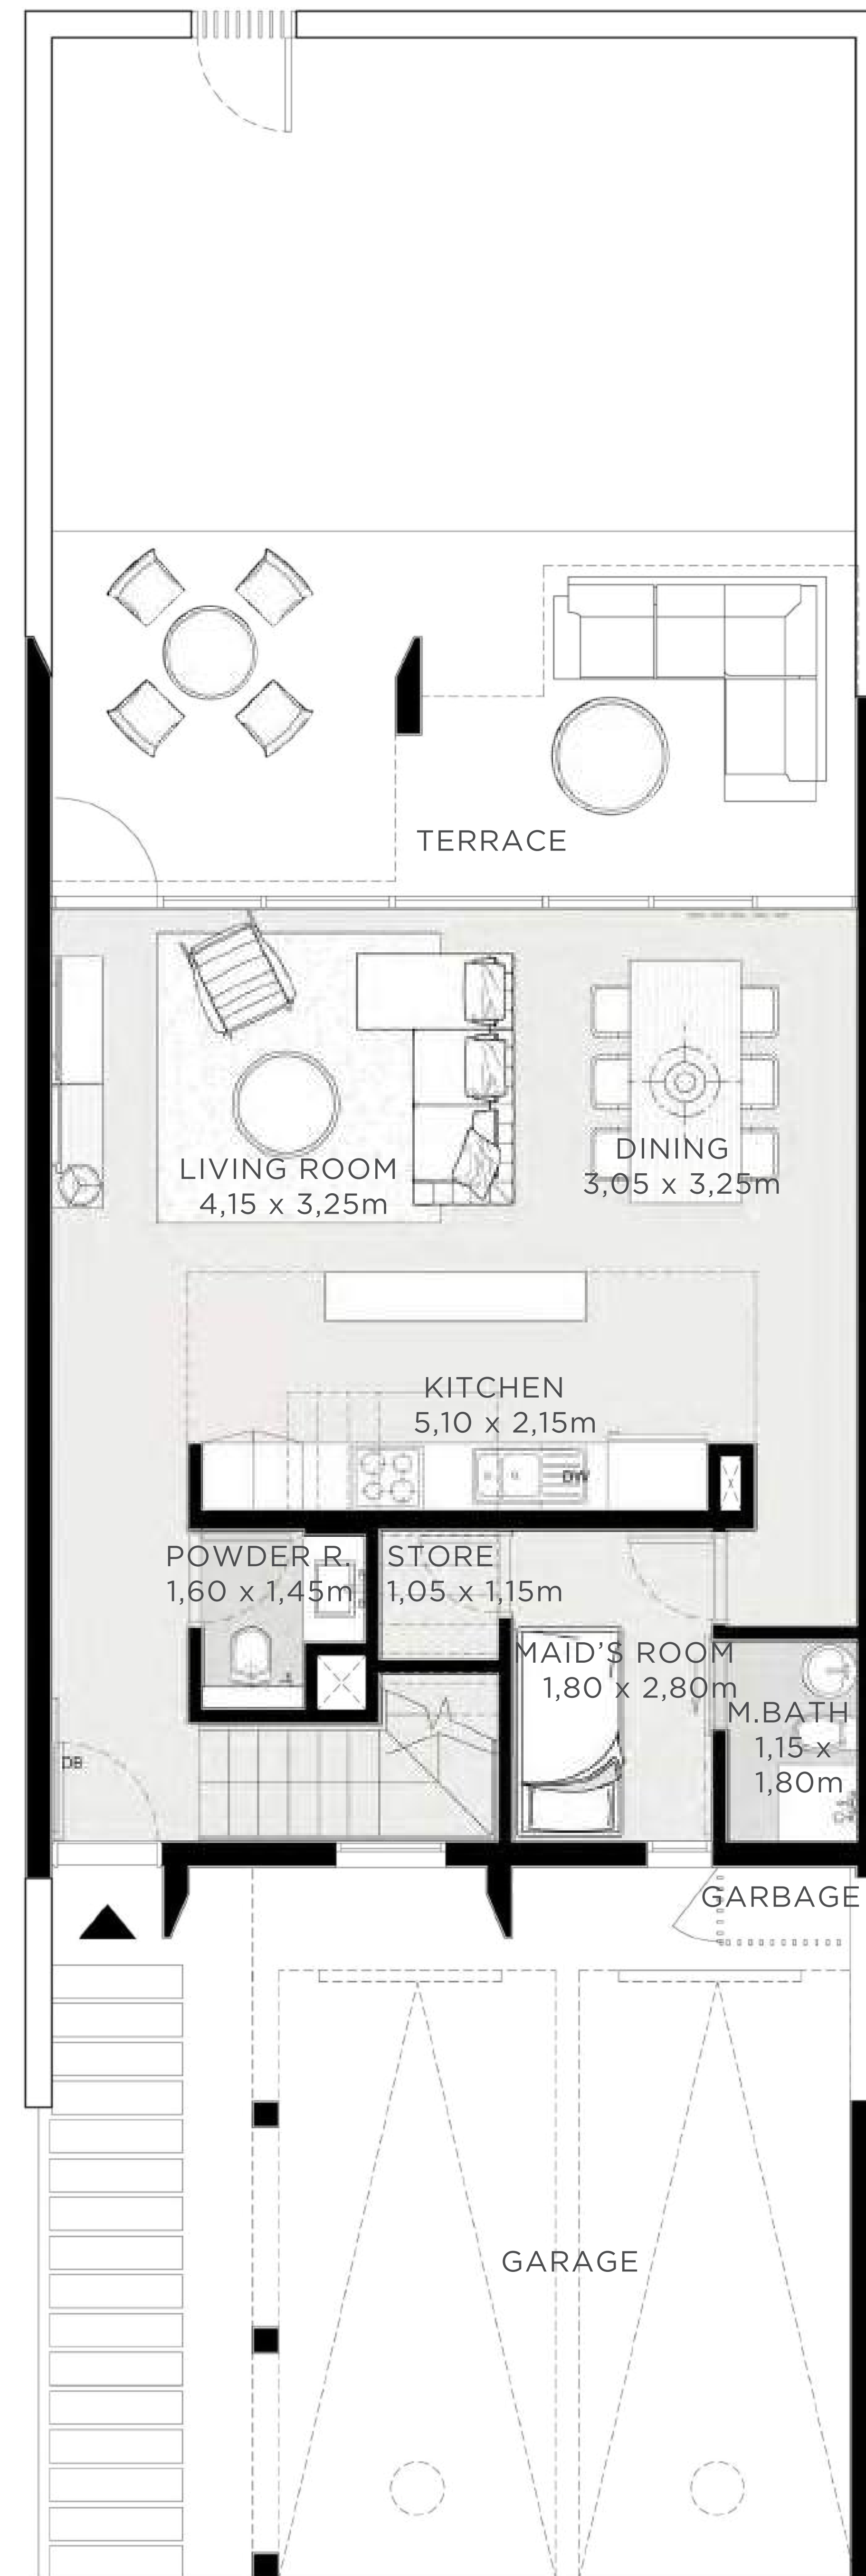 TERRACE
LIVING ROOM
4,15 x 3,25m
DINING
3,05 x 3,25m
KITCHEN
5,10 x 2,15m
DW
POWDER R.
1,60 x 1,45m
STORE
1,05 x 1,15m
MAID'S ROOM
1,80 x 2,80m
M.BATH
1,15 x
1,80m
DB
GARBAGE
GARAGE